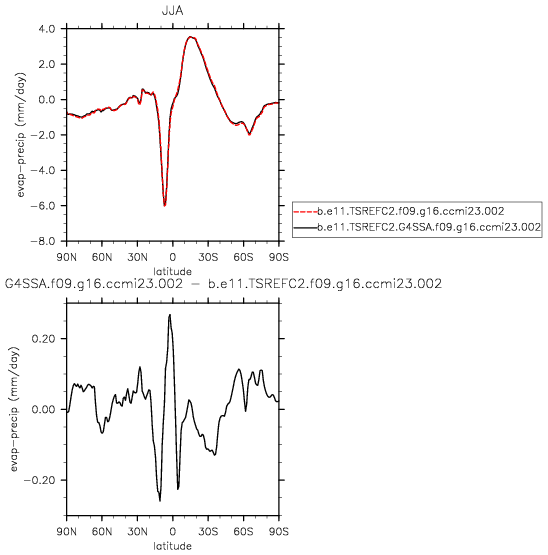 JJA
4.0
2.0
0.0
-2.0
-4.0
-6.0
-8.0
evap-precip (mm/day)
90N 60N 30N 0 30S 60S 90S
latitude
b.e11.TSREFC2.f09.g16.ccmi23.002
b.e11.TSREFC2.G4SSA.f09.g16.ccmi23.002
G4SSA.f09.g16.ccmi23.002 - b.e11.TSREFC2.f09.g16.ccmi23.002
0.20
0.00
-0.20
evap-precip (mm/day)
90N 60N 30N 0 30S 60S 90S
latitude